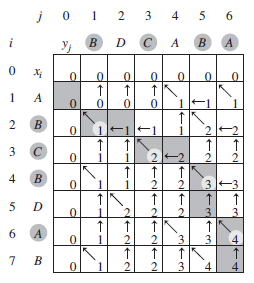 j 0 1 2 3 4 5 6
i yj B D C A B A
0 xi 0 0 0 0 0 0 0
1 A 0 ↑0 ↑0 ↑0 ↖1 ←1 ↖1
2 B 0 ↖1 ←1 ←1 ↑1 ↖2 ←2
3 C 0 ↑1 ↑1 ↖2 ←2 ↑2 ↑2
4 B 0 ↖1 ↑1 ↑2 ↑2 ↖3 ←3
5 D 0 ↑1 ↖2 ↑2 ↑2 ↑3 ↑3
6 A 0 ↑1 ↑2 ↑2 ↖3 ↑3 ↖4
7 B 0 ↖1 ↑2 ↑2 ↑3 ↖4 ↑4